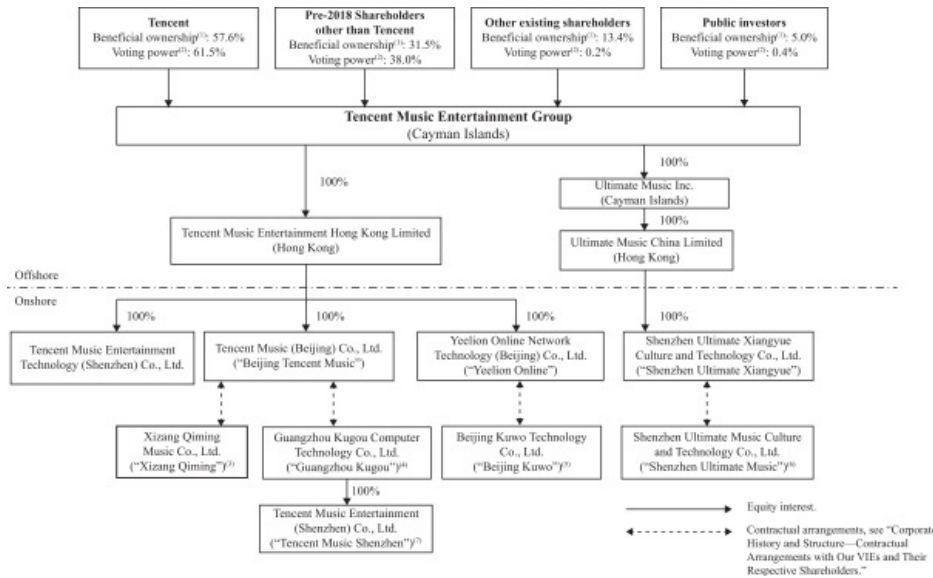 Tencent
Beneficial ownership(1): 57.6%
Voting power(2): 61.5%
Pre-2018 Shareholders
other than Tencent
Beneficial ownership(1): 31.5%
Voting power(2): 38.0%
Other existing shareholders
Beneficial ownership(1): 13.4%
Voting power(2): 0.2%
Public investors
Beneficial ownership(1): 5.0%
Voting power(2): 0.4%
Tencent Music Entertainment Group
(Cayman Islands)
100%
100%
Ultimate Music Inc.
(Cayman Islands)
100%
Tencent Music Entertainment Hong Kong Limited
(Hong Kong)
Ultimate Music China Limited
(Hong Kong)
Offshore
Onshore
100%
100%
100%
100%
Tencent Music Entertainment
Technology (Shenzhen) Co., Ltd.
Tencent Music (Beijing) Co., Ltd.
("Beijing Tencent Music")
Yeelion Online Network
Technology (Beijing) Co., Ltd.
("Yeelion Online")
Shenzhen Ultimate Xiangyue
Culture and Technology Co., Ltd.
("Shenzhen Ultimate Xiangyue")
Xizang Qiming
Music Co., Ltd.
("Xizang Qiming")(3)
Guangzhou Kugou Computer
Technology Co., Ltd.
("Guangzhou Kugou")(4)
Beijing Kuwo Technology
Co., Ltd.
("Beijing Kuwo")(5)
Shenzhen Ultimate Music Culture
and Technology Co., Ltd.
("Shenzhen Ultimate Music")(6)
100%
Tencent Music Entertainment
(Shenzhen) Co., Ltd.
("Tencent Music Shenzhen")(7)
Equity interest.
Contractual arrangements, see "Corporate
History and Structure—Contractual
Arrangements with Our VIEs and Their
Respective Shareholders."